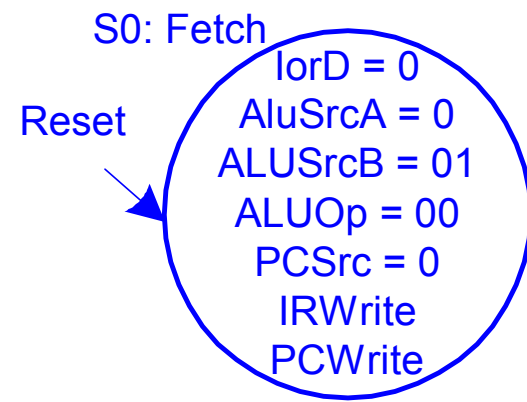 S0: Fetch
IorD = 0
Reset
AluSrcA = 0
ALUSrcB = 01
ALUOp = 00
PCSrc = 0
IRWrite
PCWrite